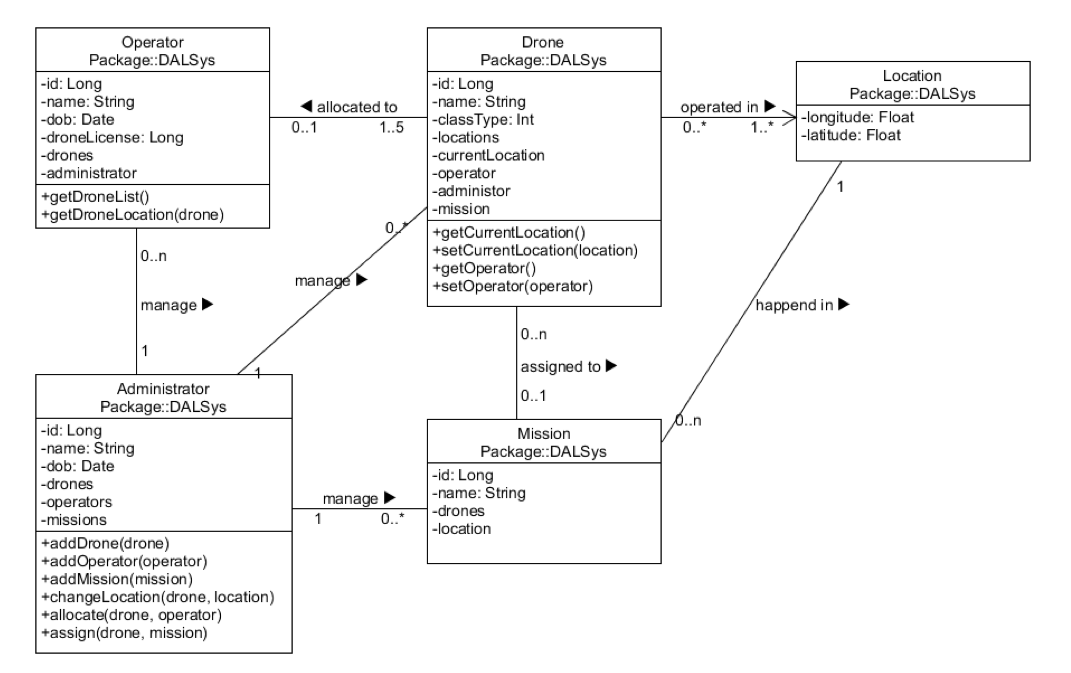 Operator
Package::DALSys
-id: Long
-name: String
-dob: Date
-droneLicense: Long
-drones
-administrator
+getDroneList()
+getDroneLocation(drone)
◀ allocated to
0..1
1..5
Drone
Package::DALSys
-id: Long
-name: String
-classType: Int
-locations
-currentLocation
-operator
-administor
-mission
+getCurrentLocation()
+setCurrentLocation(location)
+getOperator()
+setOperator(operator)
operated in ▶
0..*
1..*
Location
Package::DALSys
-longitude: Float
-latitude: Float
0..n
manage ▶
1
0..*
manage ▶
1
0..n
assigned to ▶
0..1
1
happend in ▶
0..n
Administrator
Package::DALSys
-id: Long
-name: String
-dob: Date
-drones
-operators
-missions
+addDrone(drone)
+addOperator(operator)
+addMission(mission)
+changeLocation(drone, location)
+allocate(drone, operator)
+assign(drone, mission)
manage ▶
1
0..*
Mission
Package::DALSys
-id: Long
-name: String
-drones
-location